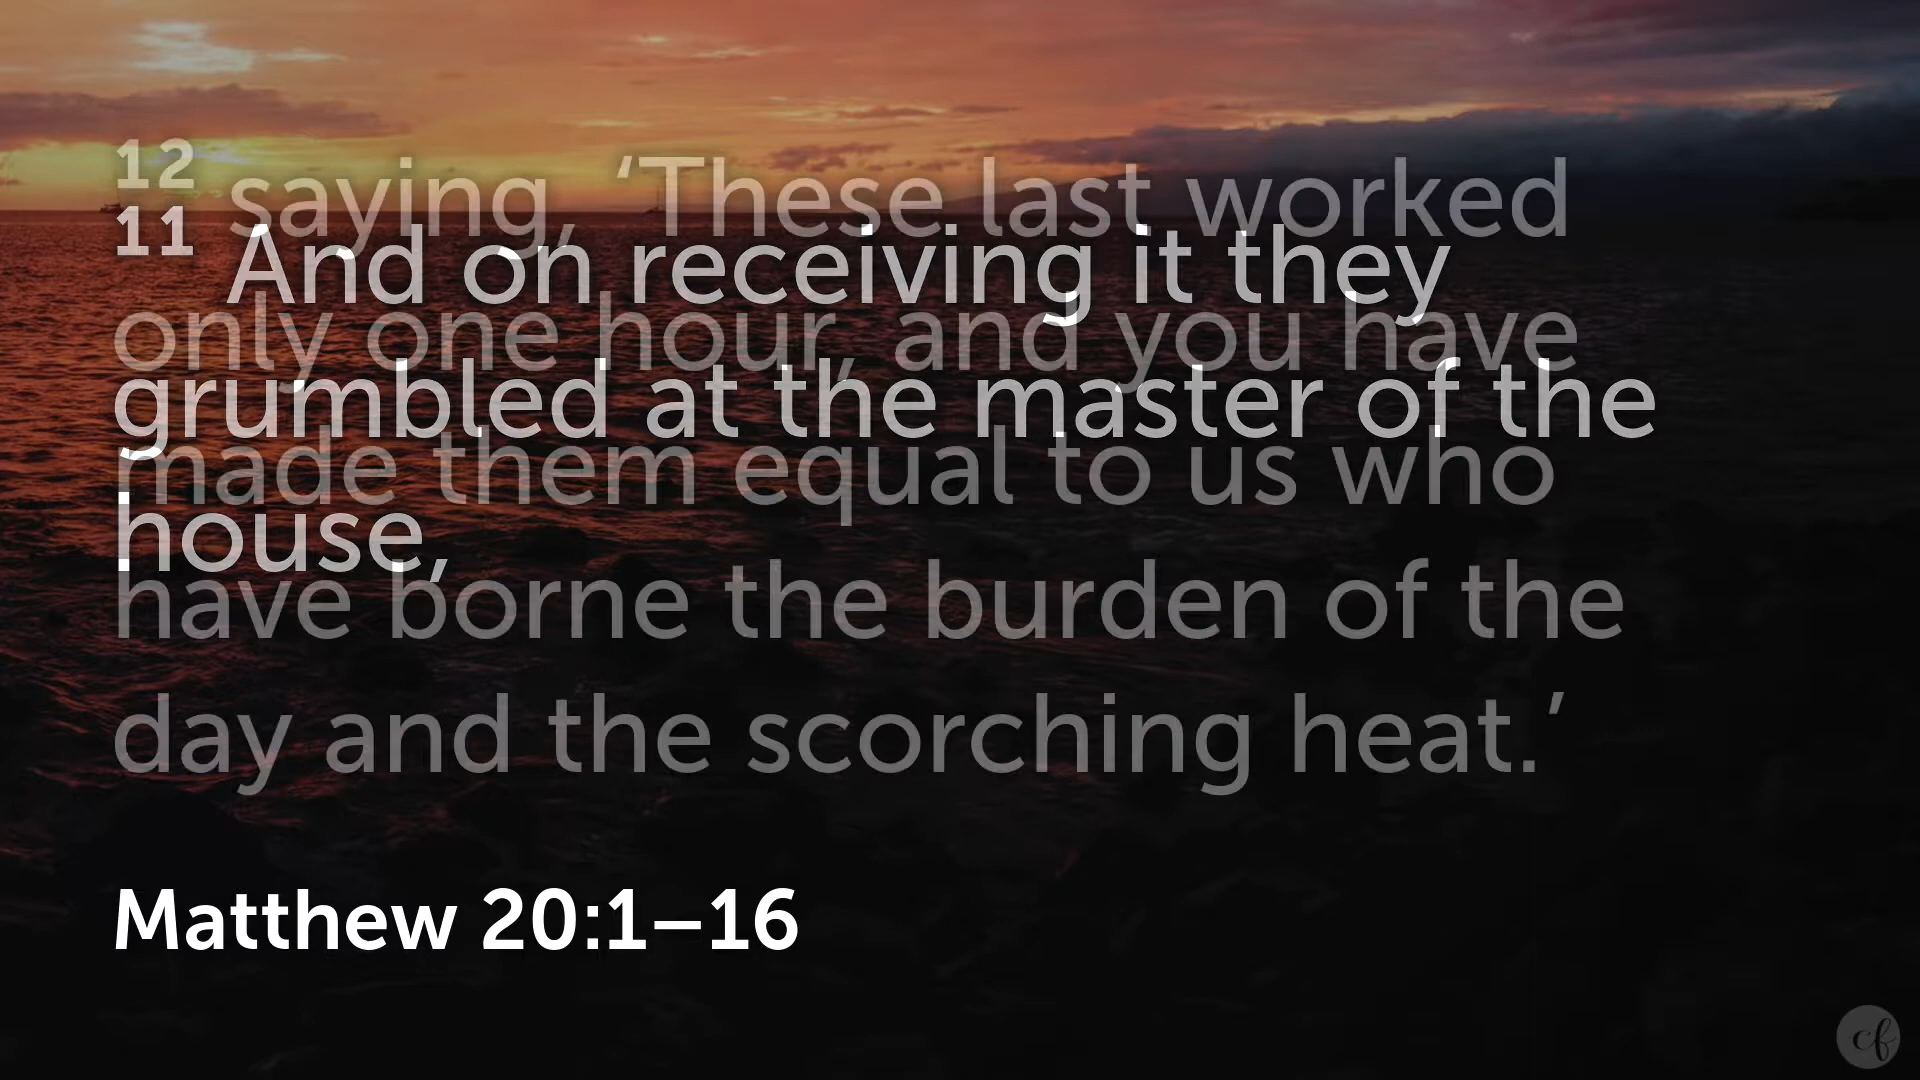 12 saying, ‘These last worked
only one hour, and you have
made them equal to us who
have borne the burden of the
day and the scorching heat.’
11 And on receiving it they
grumbled at the master of the
house,
Matthew 20:1–16
cf